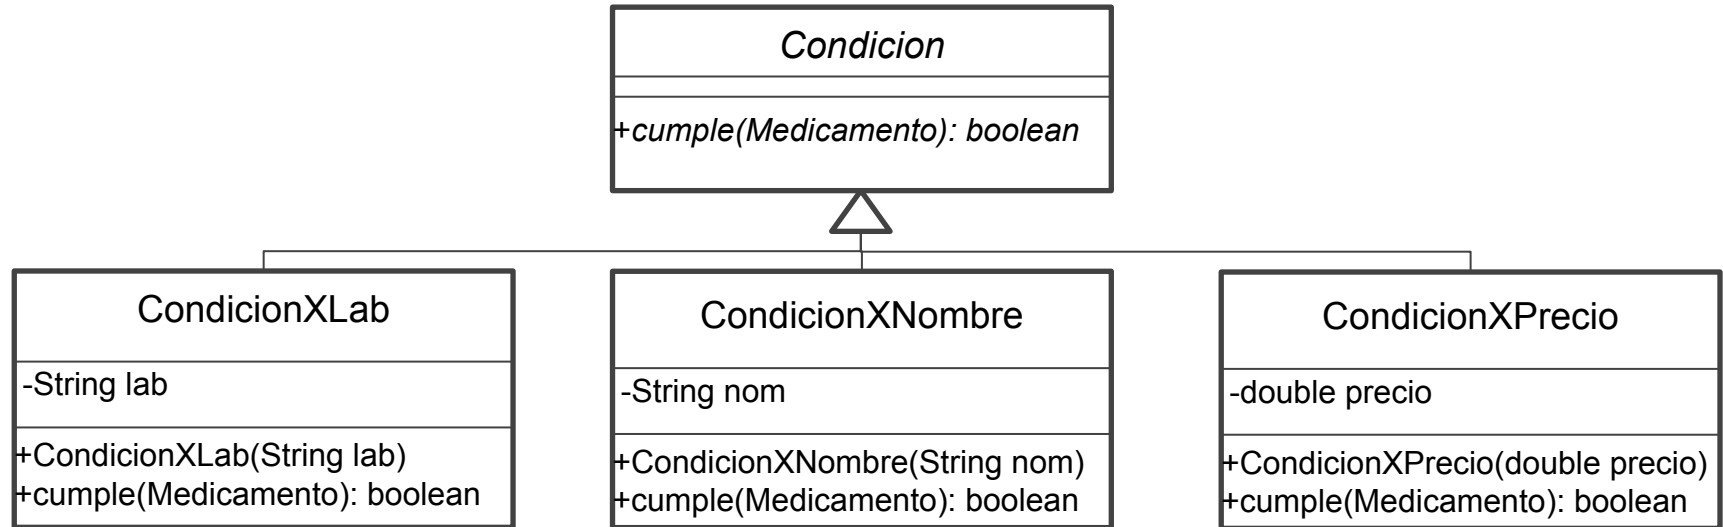 Condicion
+cumple(Medicamento): boolean
CondicionXLab
-String lab
+CondicionXLab(String lab)
+cumple(Medicamento): boolean
CondicionXNombre
-String nom
+CondicionXNombre(String nom)
+cumple(Medicamento): boolean
CondicionXPrecio
-double precio
+CondicionXPrecio(double precio)
+cumple(Medicamento): boolean